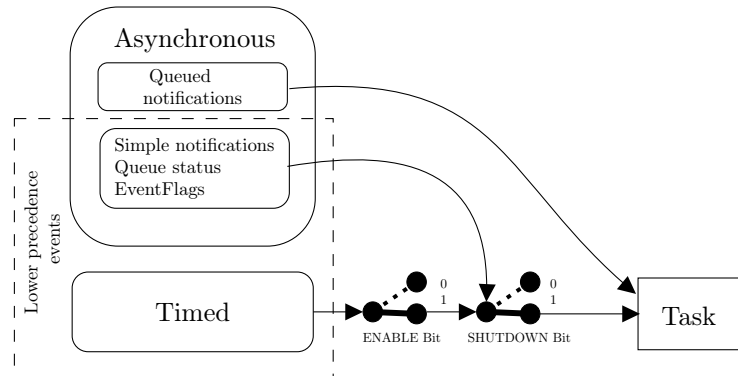 Asynchronous
Queued
notifications
Simple notifications
Queue status
EventFlags
Lower precedence
events
Timed
0
1
ENABLE Bit
0
1
SHUTDOWN Bit
Task